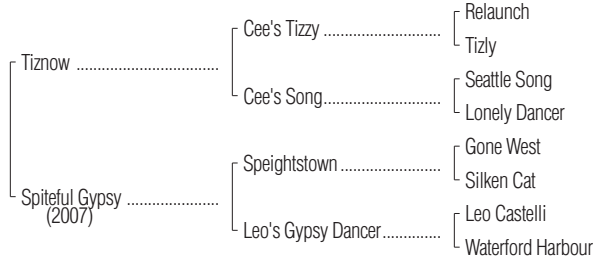 Relaunch
Cee's Tizzy ..............................
Tizly
Tiznow .....................................
Seattle Song
Cee's Song..............................
Lonely Dancer
Gone West
Speightstown ..........................
Silken Cat
Spiteful Gypsy ........................
(2007)
Leo Castelli
Leo's Gypsy Dancer...............
Waterford Harbour